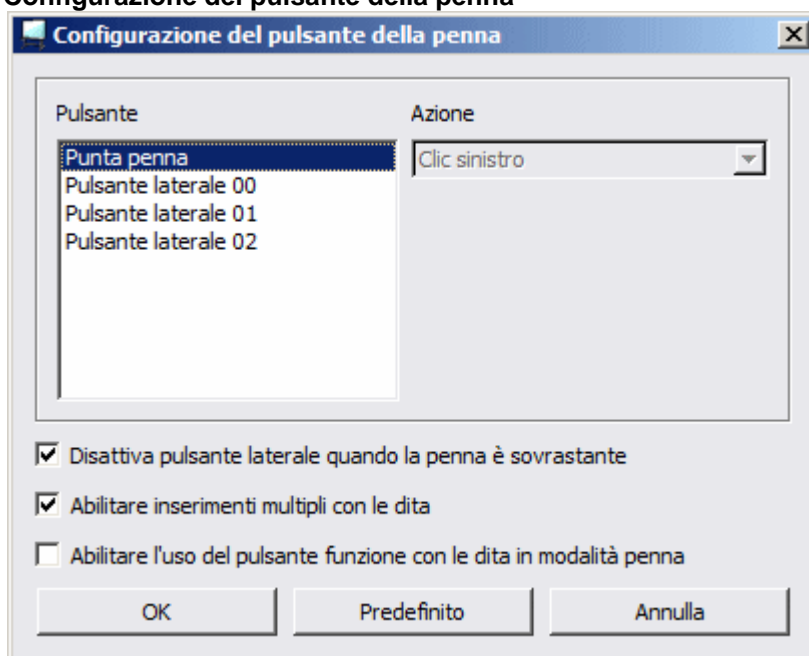 Configurazione del pulsante della penna
Configurazione del pulsante della penna
Pulsante
Azione
Punta penna
Clic sinistro
Pulsante laterale 00
Pulsante laterale 01
Pulsante laterale 02
Disattiva pulsante laterale quando la penna è sovrastante
Abilitare inserimenti multipli con le dita
Abilitare l'uso del pulsante funzione con le dita in modalità penna
OK
Predefinito
Annulla